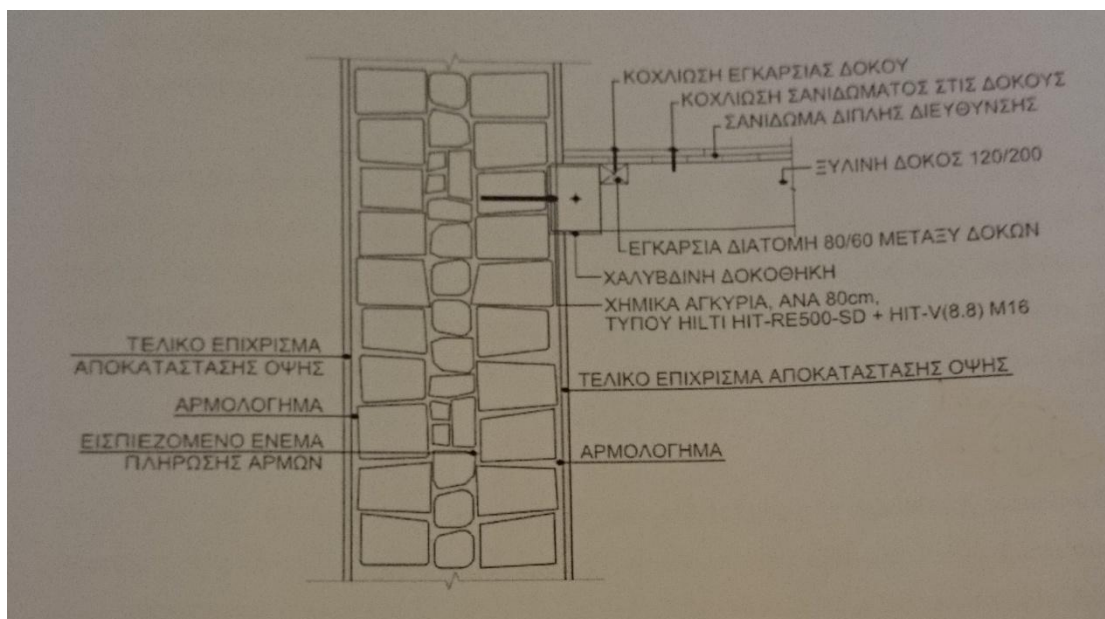 ΚΟΧΛΙΩΣΗ ΕΓΚΑΡΣΙΑΣ ΔΟΚΟΥ
ΚΟΧΛΙΩΣΗ ΣΑΝΙΔΩΜΑΤΟΣ ΣΤΙΣ ΔΟΚΟΥΣ
ΣΑΝΙΔΩΜΑ ΔΙΠΛΗΣ ΔΙΕΥΘΥΝΣΗΣ
ΞΥΛΙΝΗ ΔΟΚΟΣ 120/200
ΕΓΚΑΡΣΙΑ ΔΙΑΤΟΜΗ 80/60 ΜΕΤΑΞΥ ΔΟΚΩΝ
ΧΑΛΥΒΔΙΝΗ ΔΟΚΟΘΗΚΗ
ΧΗΜΙΚΑ ΑΓΚΥΡΙΑ, ΑΝΑ 80cm,
ΤΥΠΟΥ HILTI HIT-RE500-SD + HIT-V(8.8) M16
ΤΕΛΙΚΟ ΕΠΙΧΡΙΣΜΑ
ΑΠΟΚΑΤΑΣΤΑΣΗΣ ΟΨΗΣ
ΑΡΜΟΛΟΓΗΜΑ
ΕΙΣΠΙΕΖΟΜΕΝΟ ΕΝΕΜΑ
ΠΛΗΡΩΣΗΣ ΑΡΜΩΝ
ΤΕΛΙΚΟ ΕΠΙΧΡΙΣΜΑ ΑΠΟΚΑΤΑΣΤΑΣΗΣ ΟΨΗΣ
ΑΡΜΟΛΟΓΗΜΑ